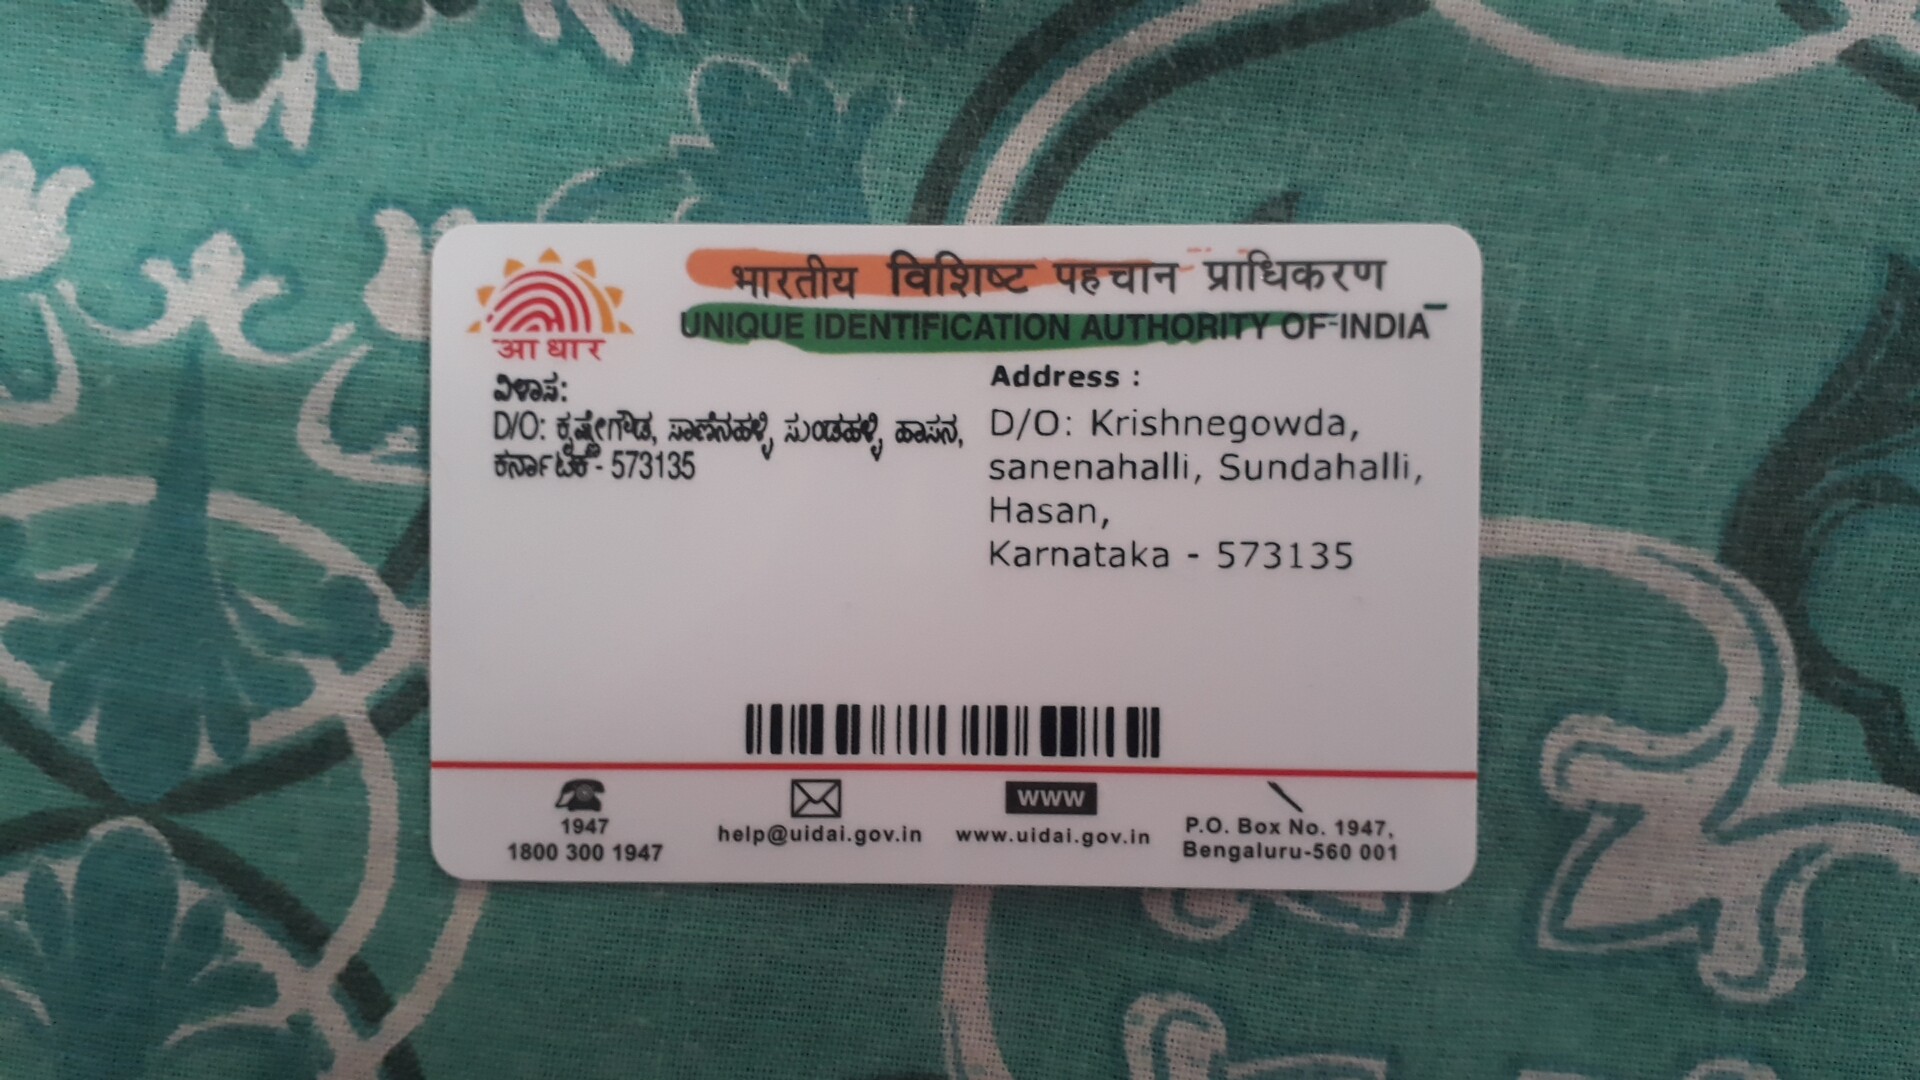 भारतीय विशिष्ट पहचान प्राधिकरण
UNIQUE IDENTIFICATION AUTHORITY OF INDIA
आधार
ವಿಳಾಸ:
D/O: ಕೃಷ್ಣೇಗೌಡ, ಸಾಣೆನಹಳ್ಳಿ ಸುಂಡಹಳ್ಳಿ ಹಾಸನ,
ಕರ್ನಾಟಕ - 573135
Address :
D/O: Krishnegowda,
sanenahalli, Sundahalli,
Hasan,
Karnataka - 573135
1947
1800 300 1947
help@uidai.gov.in
WWW
www.uidai.gov.in
P.O. Box No. 1947,
Bengaluru-560 001